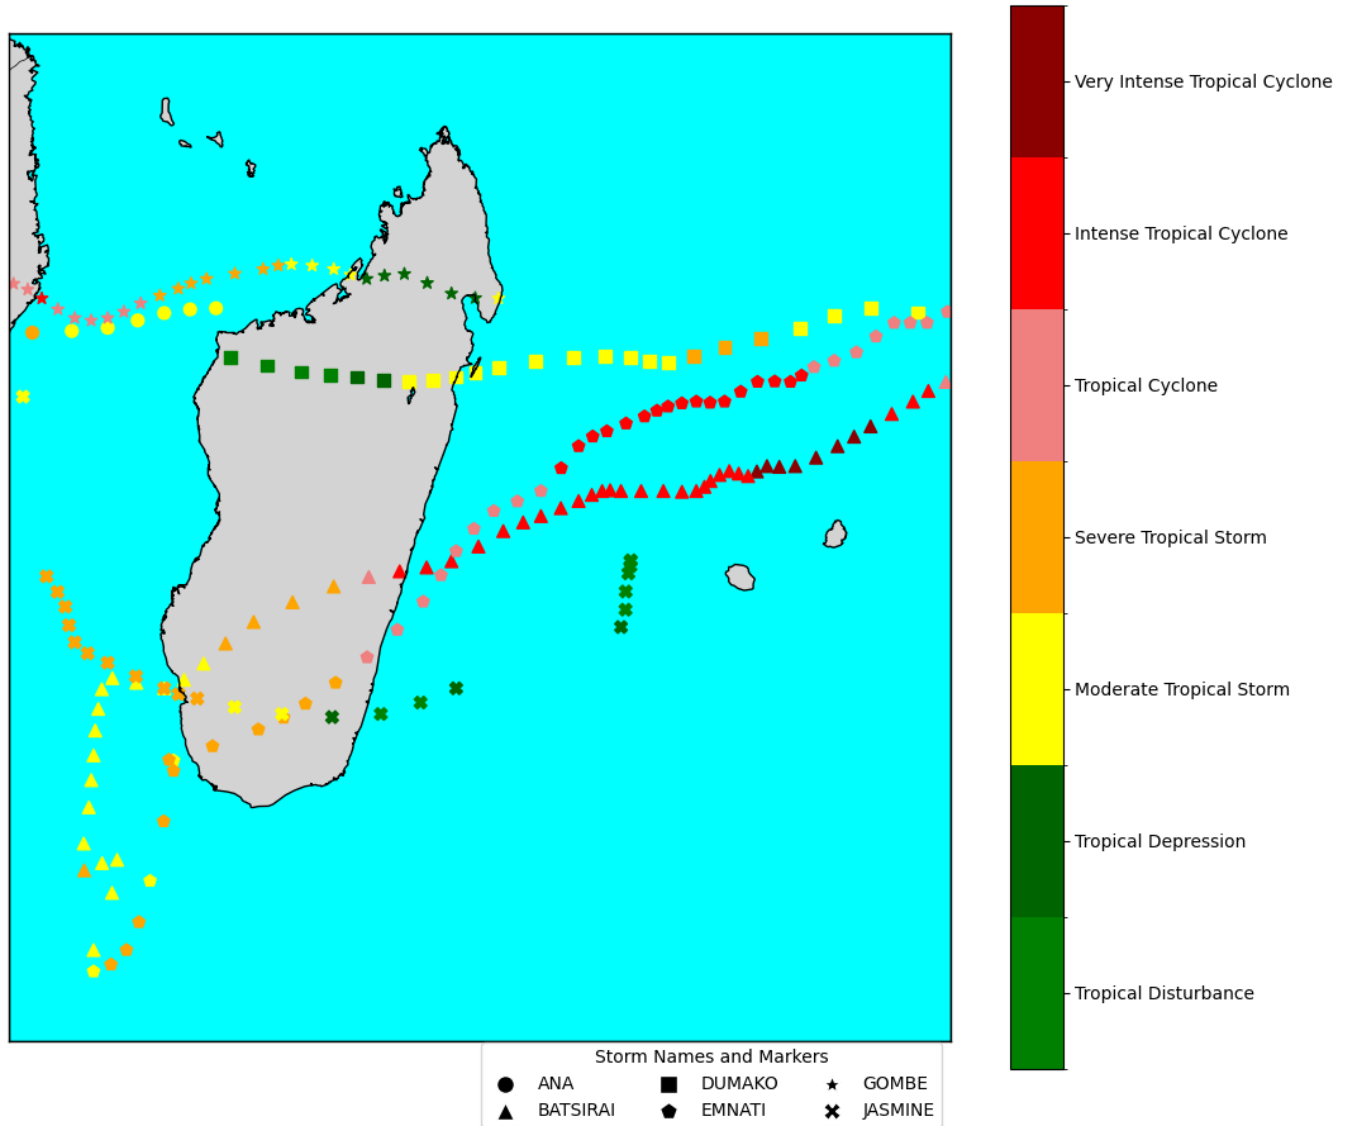 Very Intense Tropical Cyclone
Intense Tropical Cyclone
Tropical Cyclone
Severe Tropical Storm
Moderate Tropical Storm
Tropical Depression
Tropical Disturbance
Storm Names and Markers
ANA DUMAKO GOMBE
BATSIRAI EMNATI JASMINE